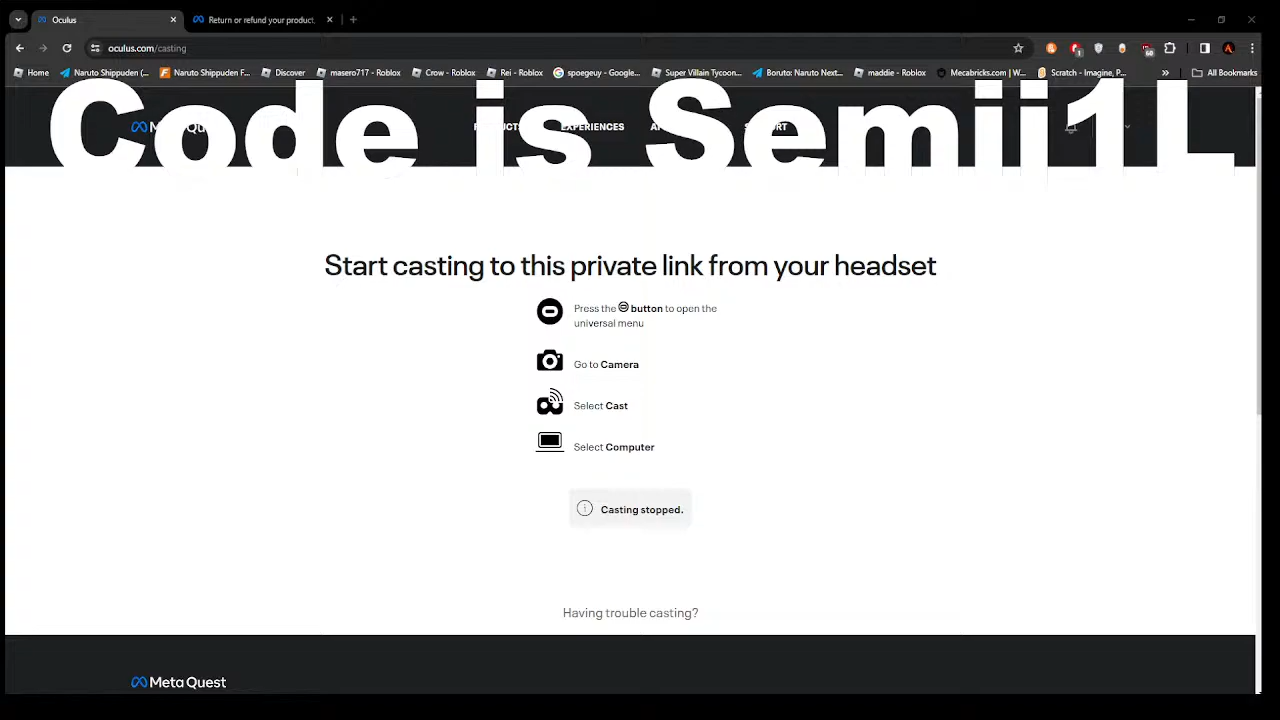 Oculus
Return or refund your product.
oculus.com/casting
1
60
A
Home
Naruto Shippuden (...
Naruto Shippuden F...
Discover
masero717 - Roblox
Crow - Roblox
Rei - Roblox
spoegeuy - Google...
Super Villain Tycoon...
Boruto: Naruto Next...
maddie - Roblox
Mecabricks.com | W...
Scratch - Imagine, P...
»
All Bookmarks
Code is Semii1L
EXPERIENCES
Start casting to this private link from your headset
Press the button to open the
universal menu
Go to Camera
Select Cast
Select Computer
Casting stopped.
Having trouble casting?
Meta Quest